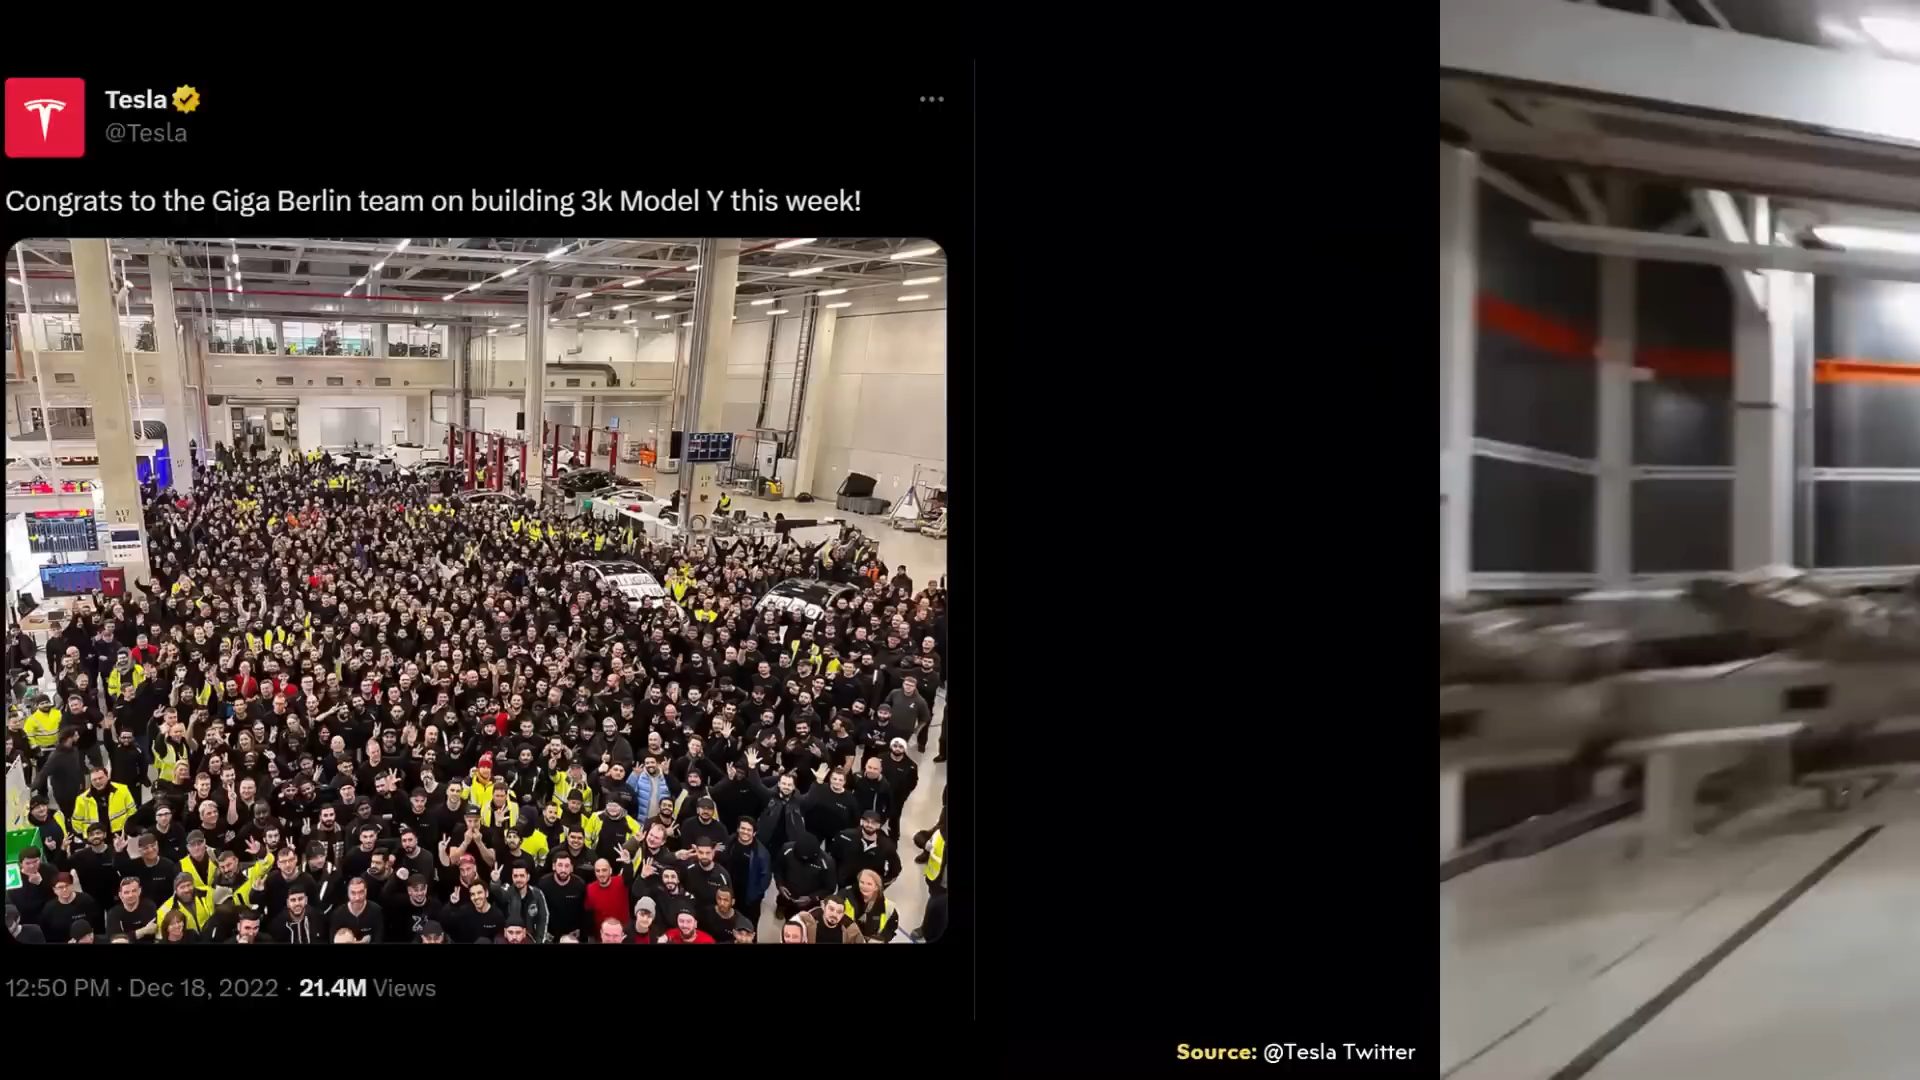 Tesla
@Tesla
Congrats to the Giga Berlin team on building 3k Model Y this week!
12:50 PM · Dec 18, 2022 · 21.4M Views
Source: @Tesla Twitter